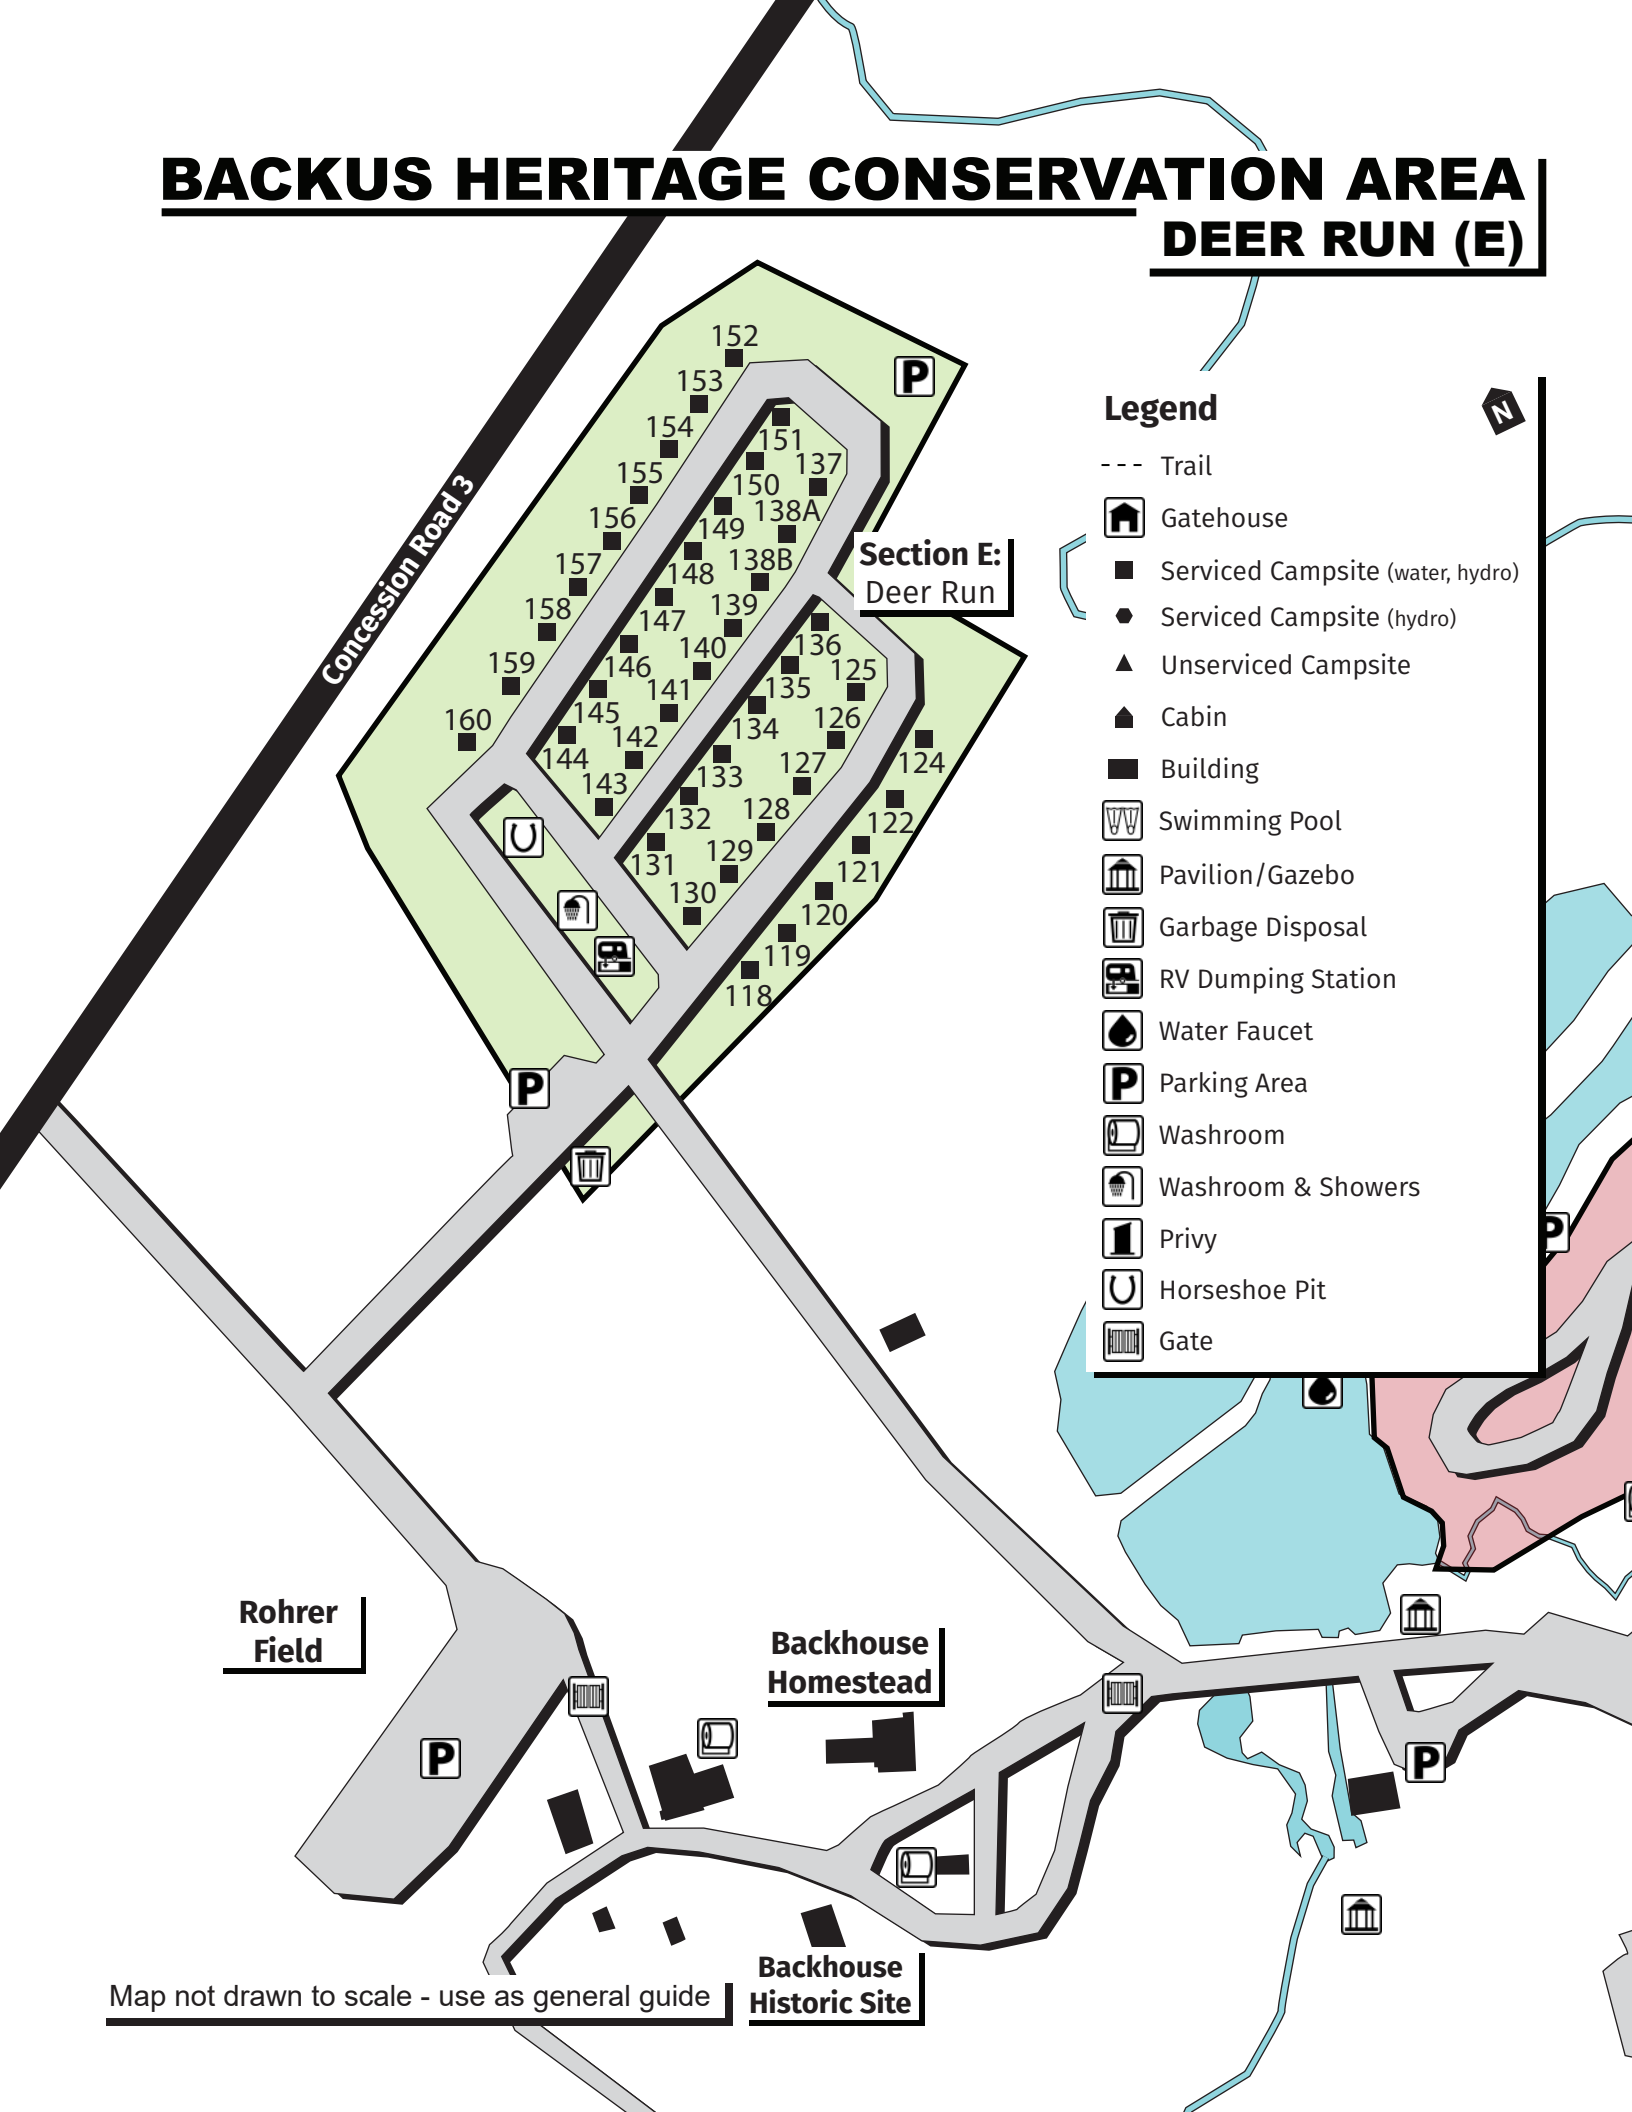 BACKUS HERITAGE CONSERVATION AREA
DEER RUN (E)
152
153
154
155
156
157
158
159
160
151
150
149
148
147
146
145
144
137
138A
138B
139
140
141
142
143
136
135
134
133
132
131
125
126
127
128
129
130
124
122
121
120
119
118
P
Section E:
Deer Run
Concession Road 3
P
Legend
N
Trail
Gatehouse
Serviced Campsite (water, hydro)
Serviced Campsite (hydro)
Unserviced Campsite
Cabin
Building
Swimming Pool
Pavilion/Gazebo
Garbage Disposal
RV Dumping Station
Water Faucet
P Parking Area
Washroom
Washroom & Showers
Privy
Horseshoe Pit
Gate
P
Rohrer
Field
P
Backhouse
Homestead
P
Backhouse
Historic Site
Map not drawn to scale - use as general guide